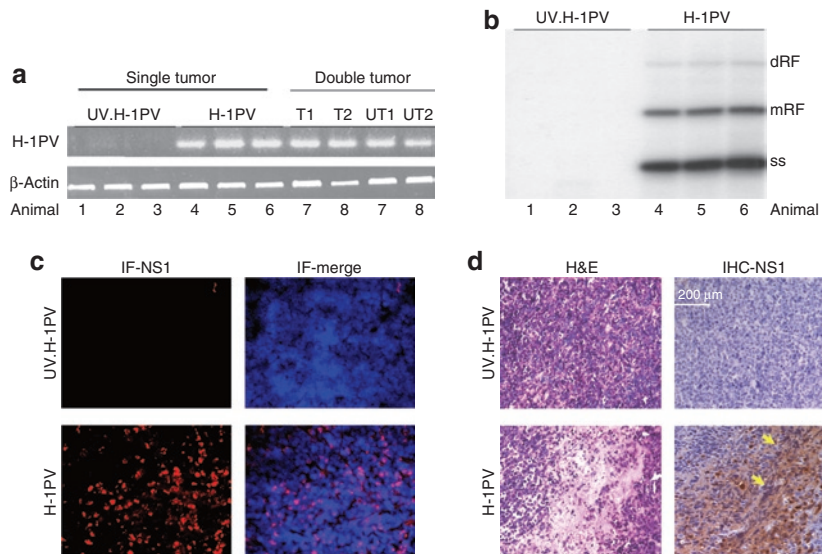 a
Single tumor Double tumor
UV.H-1PV H-1PV T1 T2 UT1 UT2
H-1PV
β-Actin
Animal 1 2 3 4 5 6 7 8 7 8
b
UV.H-1PV H-1PV
dRF
mRF
ss
1 2 3 4 5 6 Animal
c
IF-NS1 IF-merge
UV.H-1PV
H-1PV
d
H&E IHC-NS1
200 μm
UV.H-1PV
H-1PV